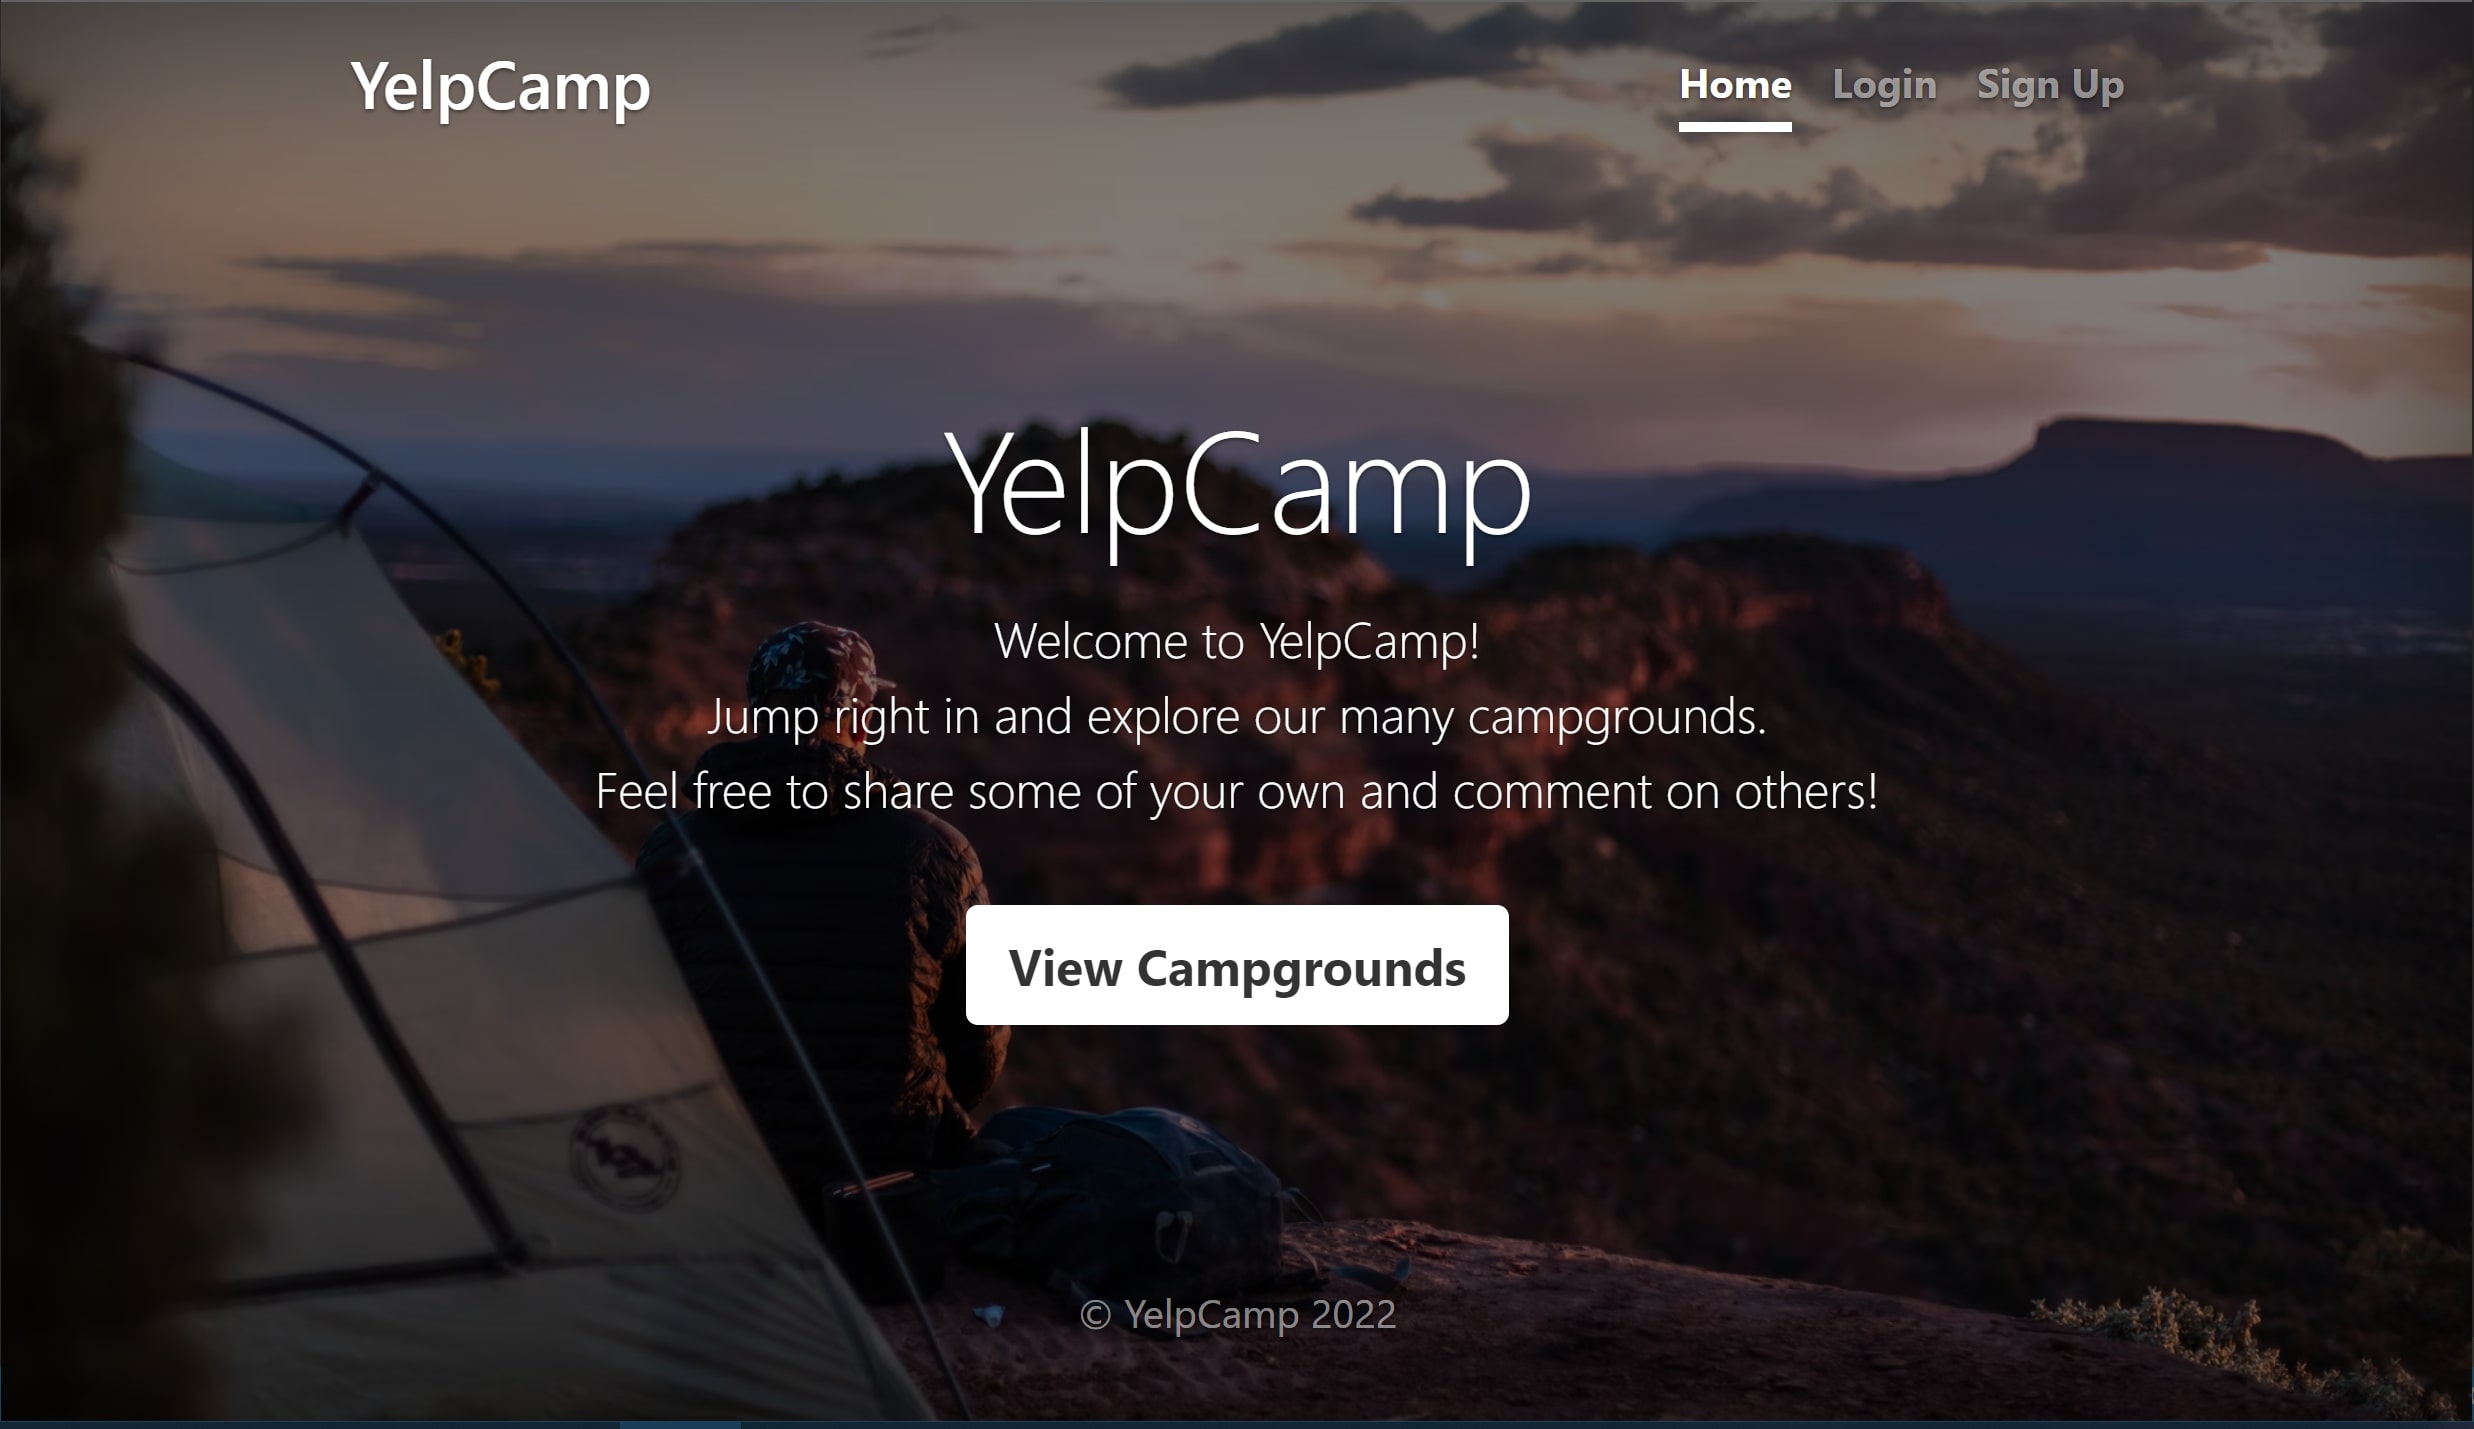 YelpCamp
Home Login Sign Up
YelpCamp
Welcome to YelpCamp!
Jump right in and explore our many campgrounds.
Feel free to share some of your own and comment on others!
View Campgrounds
© YelpCamp 2022